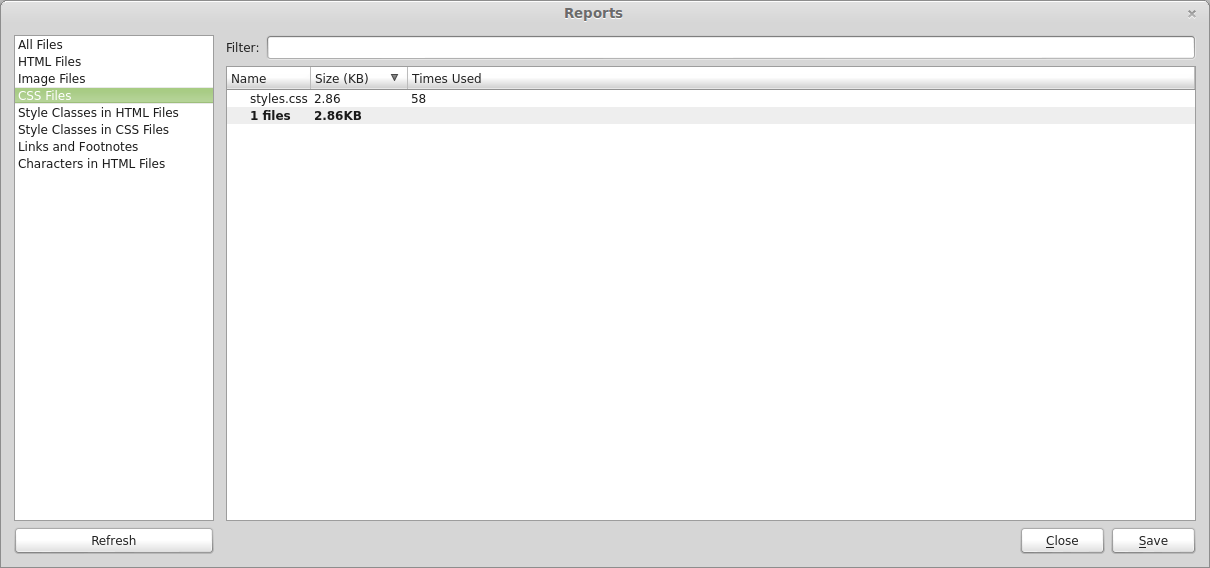 Reports
All Files
HTML Files
Image Files
CSS Files
Style Classes in HTML Files
Style Classes in CSS Files
Links and Footnotes
Characters in HTML Files
Filter:
Name Size (KB) Times Used
styles.css 2.86 58
1 files 2.86KB
Refresh
Close
Save